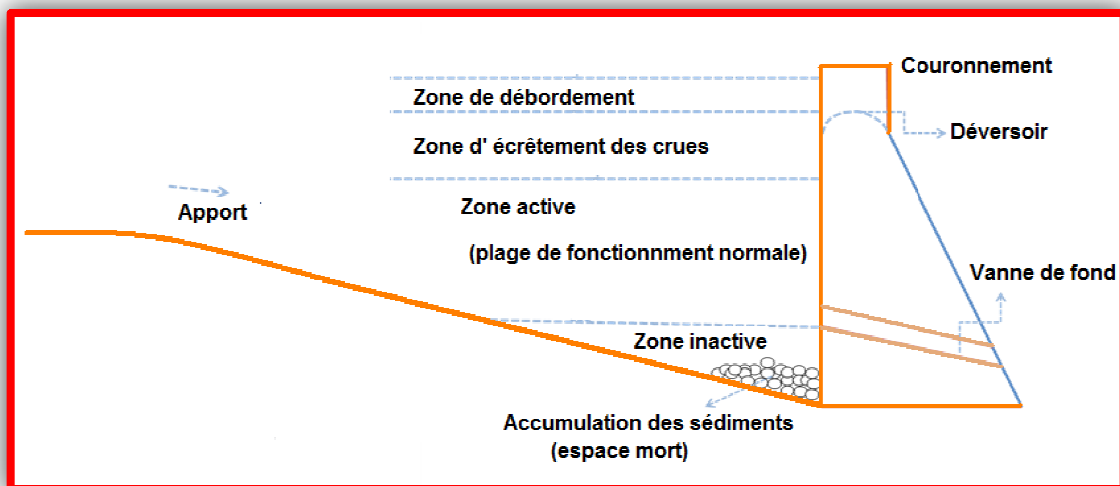 Couronnement
Zone de débordement
Déversoir
Zone d' écrêtement des crues
Apport
Zone active
(plage de fonctionnment normale)
Vanne de fond
Zone inactive
Accumulation des sédiments
(espace mort)